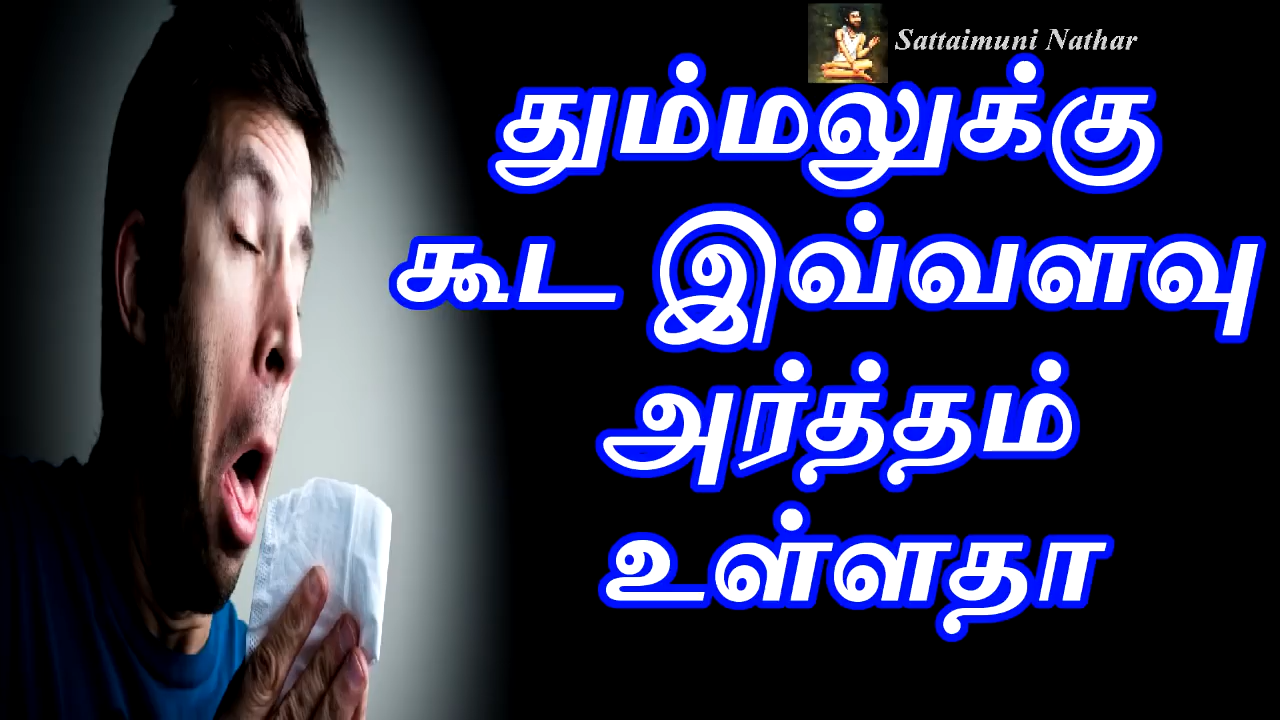 Sattaimuni Nathar
தும்மலுக்கு
கூட இவ்வளவு
அர்த்தம்
உள்ளதா